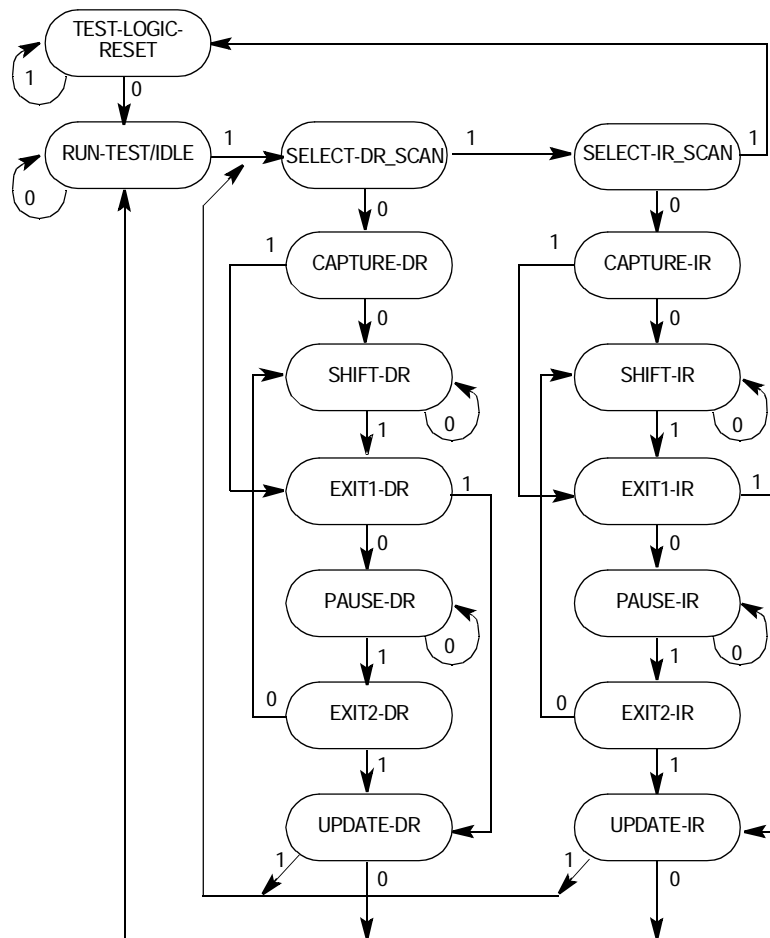 TEST-LOGIC-
RESET
1
0
RUN-TEST/IDLE
1
SELECT-DR_SCAN
1
SELECT-IR_SCAN
1
0
0
0
1
CAPTURE-DR
1
CAPTURE-IR
0
0
SHIFT-DR
SHIFT-IR
0
0
1
1
EXIT1-DR
1
EXIT1-IR
1
0
0
PAUSE-DR
PAUSE-IR
0
0
1
1
0
EXIT2-DR
0
EXIT2-IR
1
1
UPDATE-DR
UPDATE-IR
1
0
1
0